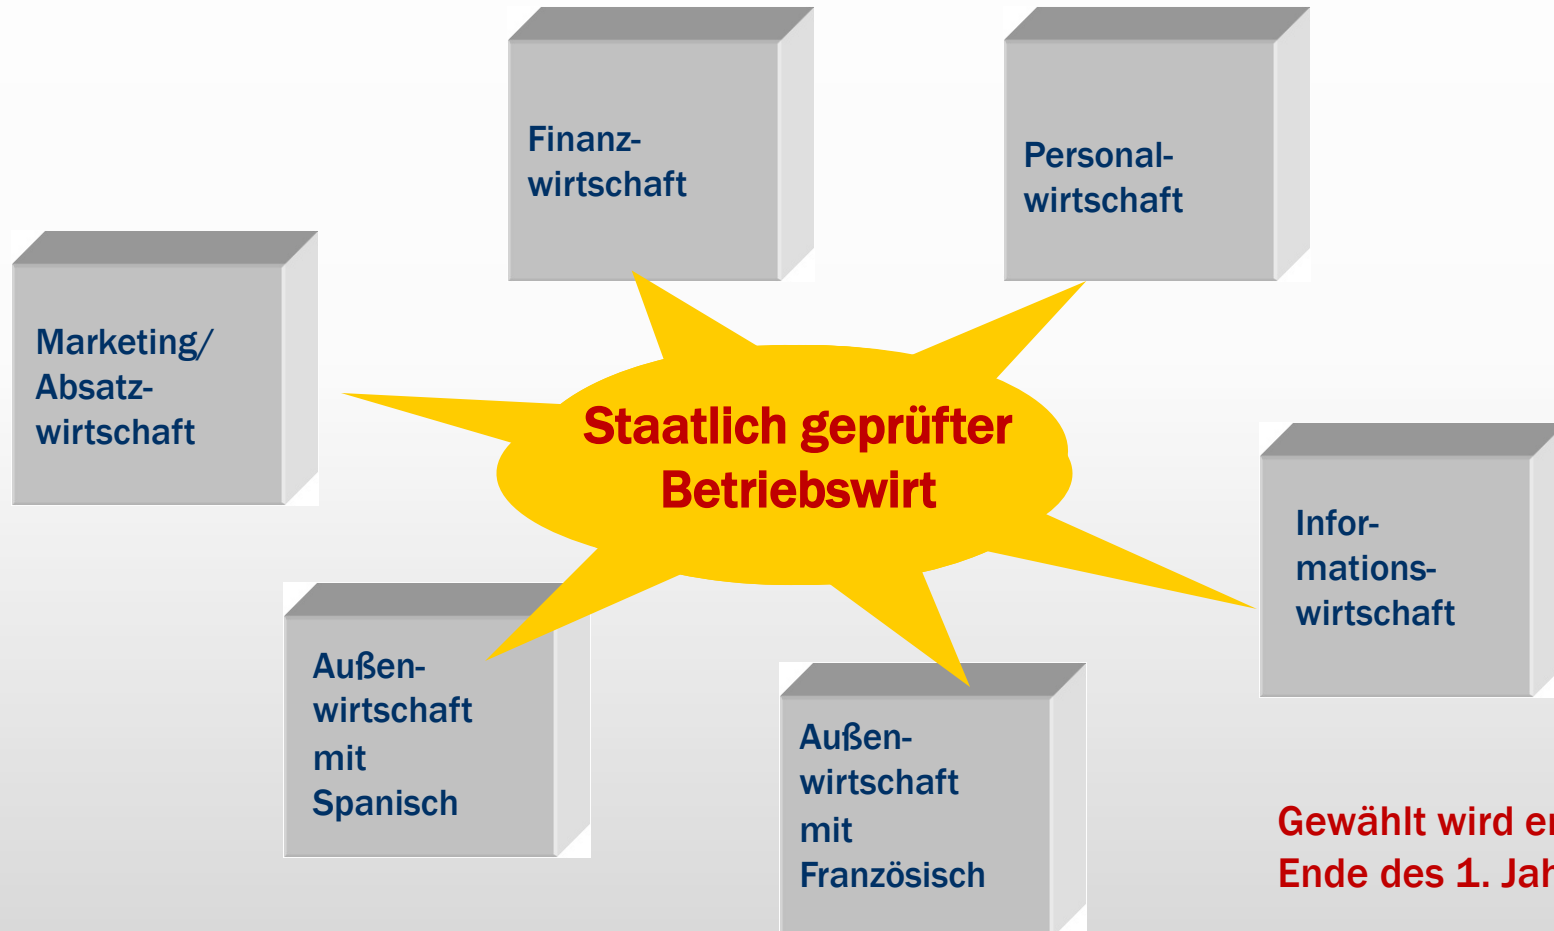 Finanz-
wirtschaft
Personal-
wirtschaft
Marketing/
Absatz-
wirtschaft
Staatlich geprüfter
Betriebswirt
Infor-
mations-
wirtschaft
Außen-
wirtschaft
mit
Spanisch
Außen-
wirtschaft
mit
Französisch
Gewählt wird
Ende des 1.